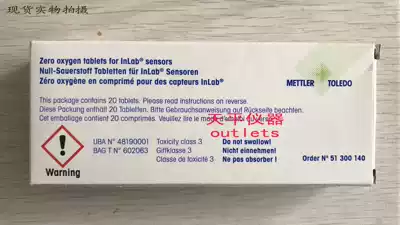 现货实物拍摄
Zero oxygen tablets for InLab® sensors
Null-Sauerstoff Tabletten für InLab® Sensoren
Zéro oxygène en comprimé pour des capteurs InLab®
METTLER TOLEDO
This package contains 20 tablets. Please read instructions on reverse.
Diese Packung enthält 20 Tabletten. Bitte Gebrauchsanweisung auf Rückseite beachten.
Cet emballage contient 20 comprimés. Veuillez lire le mode d'emploi
天平仪器
outlets
UBA N° 48190001 Toxicity class 3 Do not swallow!
BAG T N° 602063 Giftklasse 3 Nicht einnehmen!
Classe de toxicité 3 Ne pas absorber !
Order N° 51 300 140
Warning